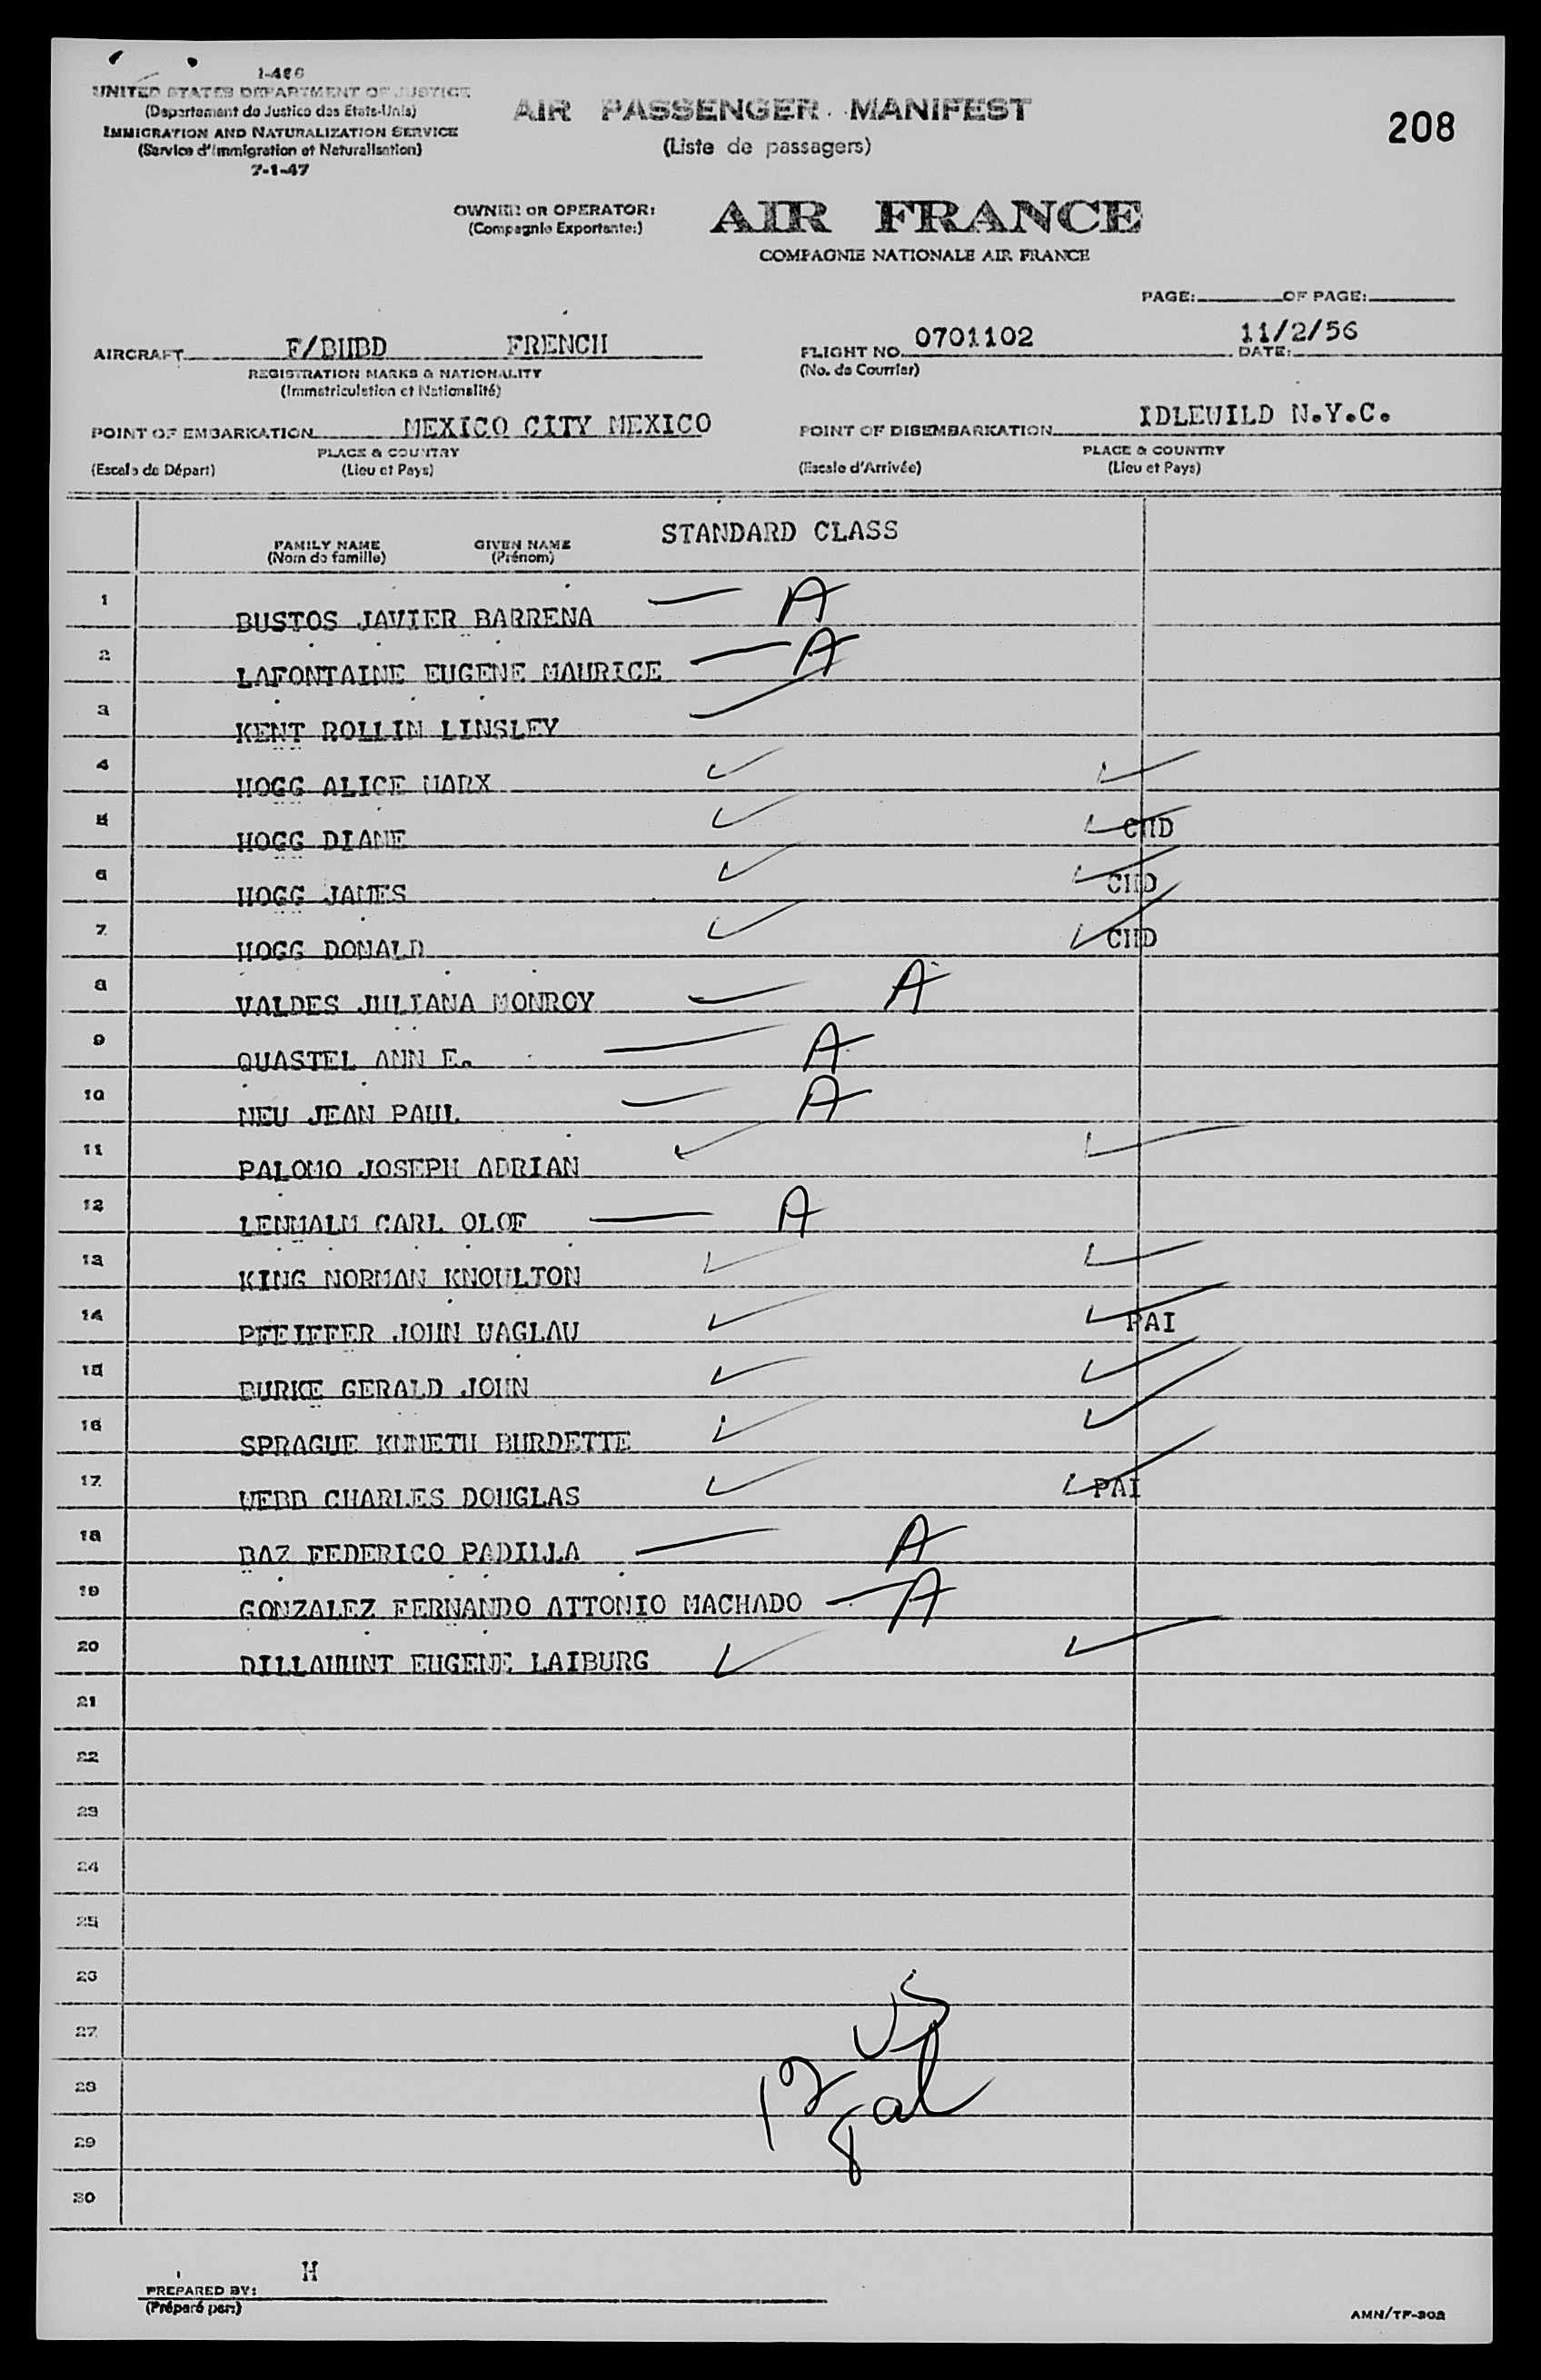 I-466
UNITED STATES DEPARTMENT OF JUSTICE
(Departement de Justice des Etats-Unis)
IMMIGRATION AND NATURALIZATION SERVICE
(Service d'Immigration et Naturalisation)
7-1-47
AIR PASSENGER MANIFEST
(Liste de passagers)
208
OWNER OR OPERATOR: AIR FRANCE
(Compagnie Exportante:)
COMPAGNIE NATIONALE AIR FRANCE
PAGE: OF PAGE:
AIRCRAFT F/BHBD FRENCH
REGISTRATION MARKS & NATIONALITY
(Immatriculation et Nationalité)
FLIGHT NO. 0701102 DATE: 11/2/56
(No. de Courrier)
POINT OF EMBARKATION MEXICO CITY MEXICO
PLACE & COUNTRY
(Escale de Départ) (Lieu et Pays)
POINT OF DISEMBARKATION IDLEWILD N.Y.C.
PLACE & COUNTRY
(Escale d'Arrivée) (Lieu et Pays)
FAMILY NAME GIVEN NAME STANDARD CLASS
(Nom de famille) (Prénom)
1 BUSTOS JAVIER BARRENA — A
2 LAFONTAINE EUGENE MAURICE — A
3 KENT ROLLIN LINSLEY
4 HOGG ALICE MARX ✓ ✓
5 HOGG DIANE ✓ ✓ CHD
6 HOGG JAMES ✓ ✓ CHD
7 HOGG DONALD ✓ ✓ CHD
8 VALDES JULIANA MONROY — A
9 QUASTEL ANN E. — A
10 NEU JEAN PAUL — A
11 PALOMO JOSEPH ADRIAN ✓ ✓
12 LENMALM CARL OLOF — A
13 KING NORMAN KNOWLTON ✓ ✓
14 PFEIFFER JOHN WAGLAW ✓ ✓ PAI
15 BURKE GERALD JOHN ✓ ✓
16 SPRAGUE KNNETH BURDETTE ✓ ✓
17 WEBB CHARLES DOUGLAS ✓ ✓ PAI
18 BAZ FEDERICO PADILLA — A
19 GONZALEZ FERNANDO ATTONIO MACHADO — A
20 DILLAHUNT EUGENE LAIBURG ✓ ✓
21
22
23
24
25
26
27
28
29
30
12 US
8 al
PREPARED BY: H
(Préparé par:)
AMN/TF-302